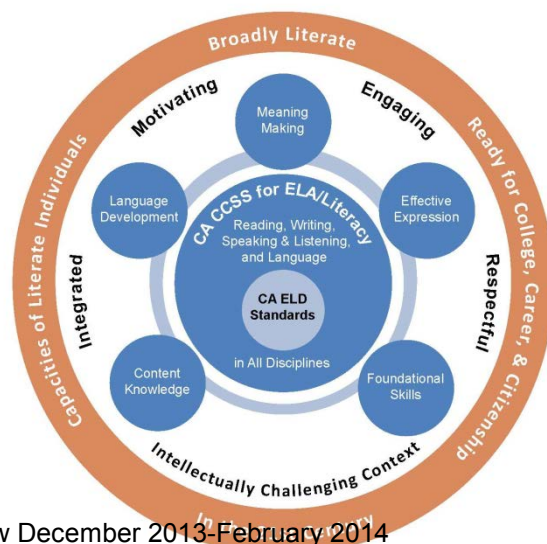 Broadly Literate
Ready for College, Career, & Citizenship
Capacities of Literate Individuals
Motivating
Engaging
Integrated
Respectful
Intellectually Challenging Context
Meaning
Making
Language
Development
Effective
Expression
Content
Knowledge
Foundational
Skills
CA CCSS for ELA/Literacy
Reading, Writing,
Speaking & Listening,
and Language
CA ELD
Standards
in All Disciplines
December 2013-February 2014